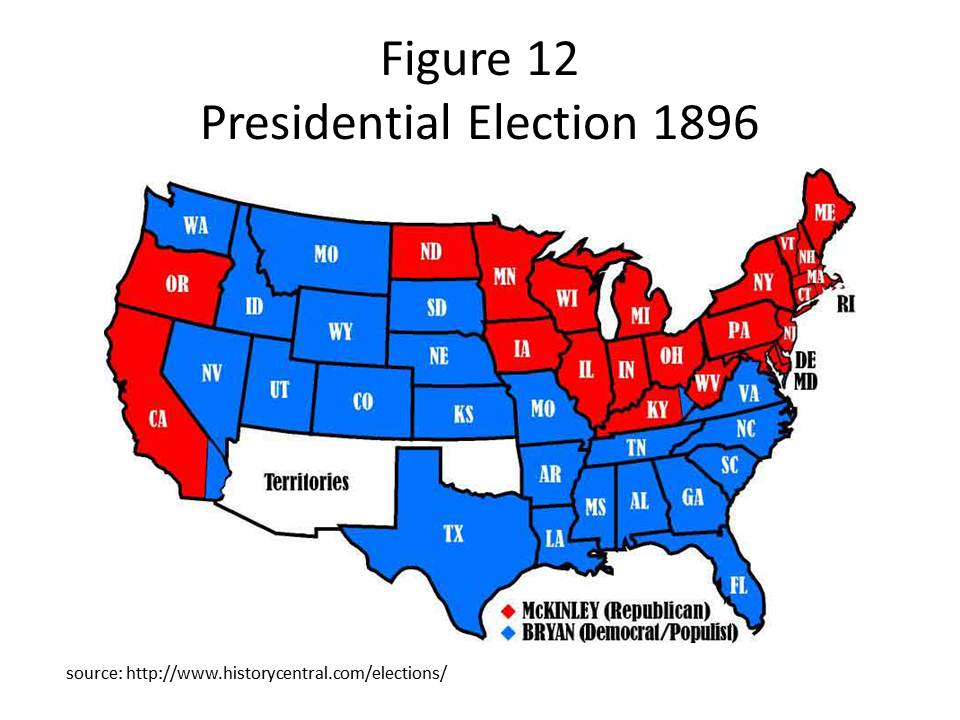 Figure 12
Presidential Election 1896
ME
WA
VT
MO
ND
NH
MN
MA
OR
NY
CT
WI
RI
ID
SD
MI
WY
PA
NJ
NE
IA
OH
DE
IL
IN
NV
MD
UT
WV
CO
VA
KS
MO
KY
CA
NC
TN
SC
AR
Territories
GA
MS
AL
TX
LA
FL
McKINLEY (Republican)
BRYAN (Democrat/Populist)
source: http://www.historycentral.com/elections/